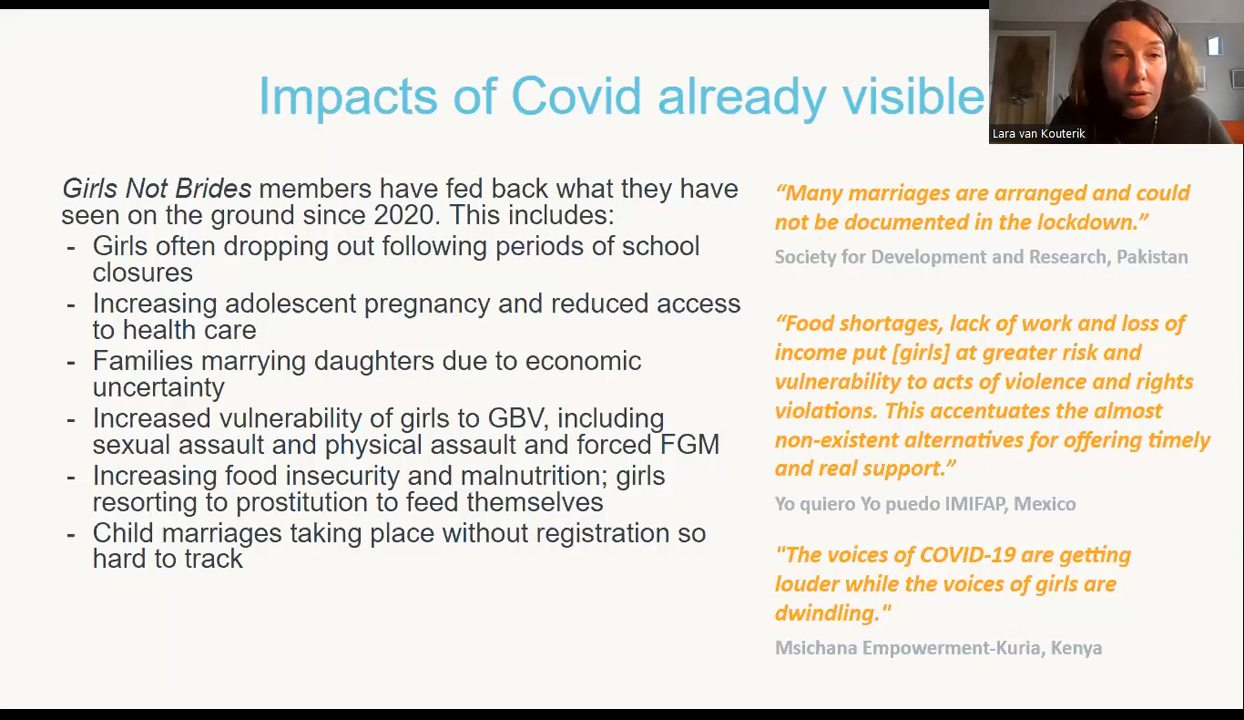 Impacts of Covid already visible
Lara van Kouterik
Girls Not Brides members have fed back what they have
seen on the ground since 2020. This includes:
- Girls often dropping out following periods of school
closures
- Increasing adolescent pregnancy and reduced access
to health care
- Families marrying daughters due to economic
uncertainty
- Increased vulnerability of girls to GBV, including
sexual assault and physical assault and forced FGM
- Increasing food insecurity and malnutrition; girls
resorting to prostitution to feed themselves
- Child marriages taking place without registration so
hard to track
“Many marriages are arranged and could
not be documented in the lockdown.”
Society for Development and Research, Pakistan
“Food shortages, lack of work and loss of
income put [girls] at greater risk and
vulnerability to acts of violence and rights
violations. This accentuates the almost
non-existent alternatives for offering timely
and real support.”
Yo quiero Yo puedo IMIFAP, Mexico
"The voices of COVID-19 are getting
louder while the voices of girls are
dwindling."
Msichana Empowerment-Kuria, Kenya